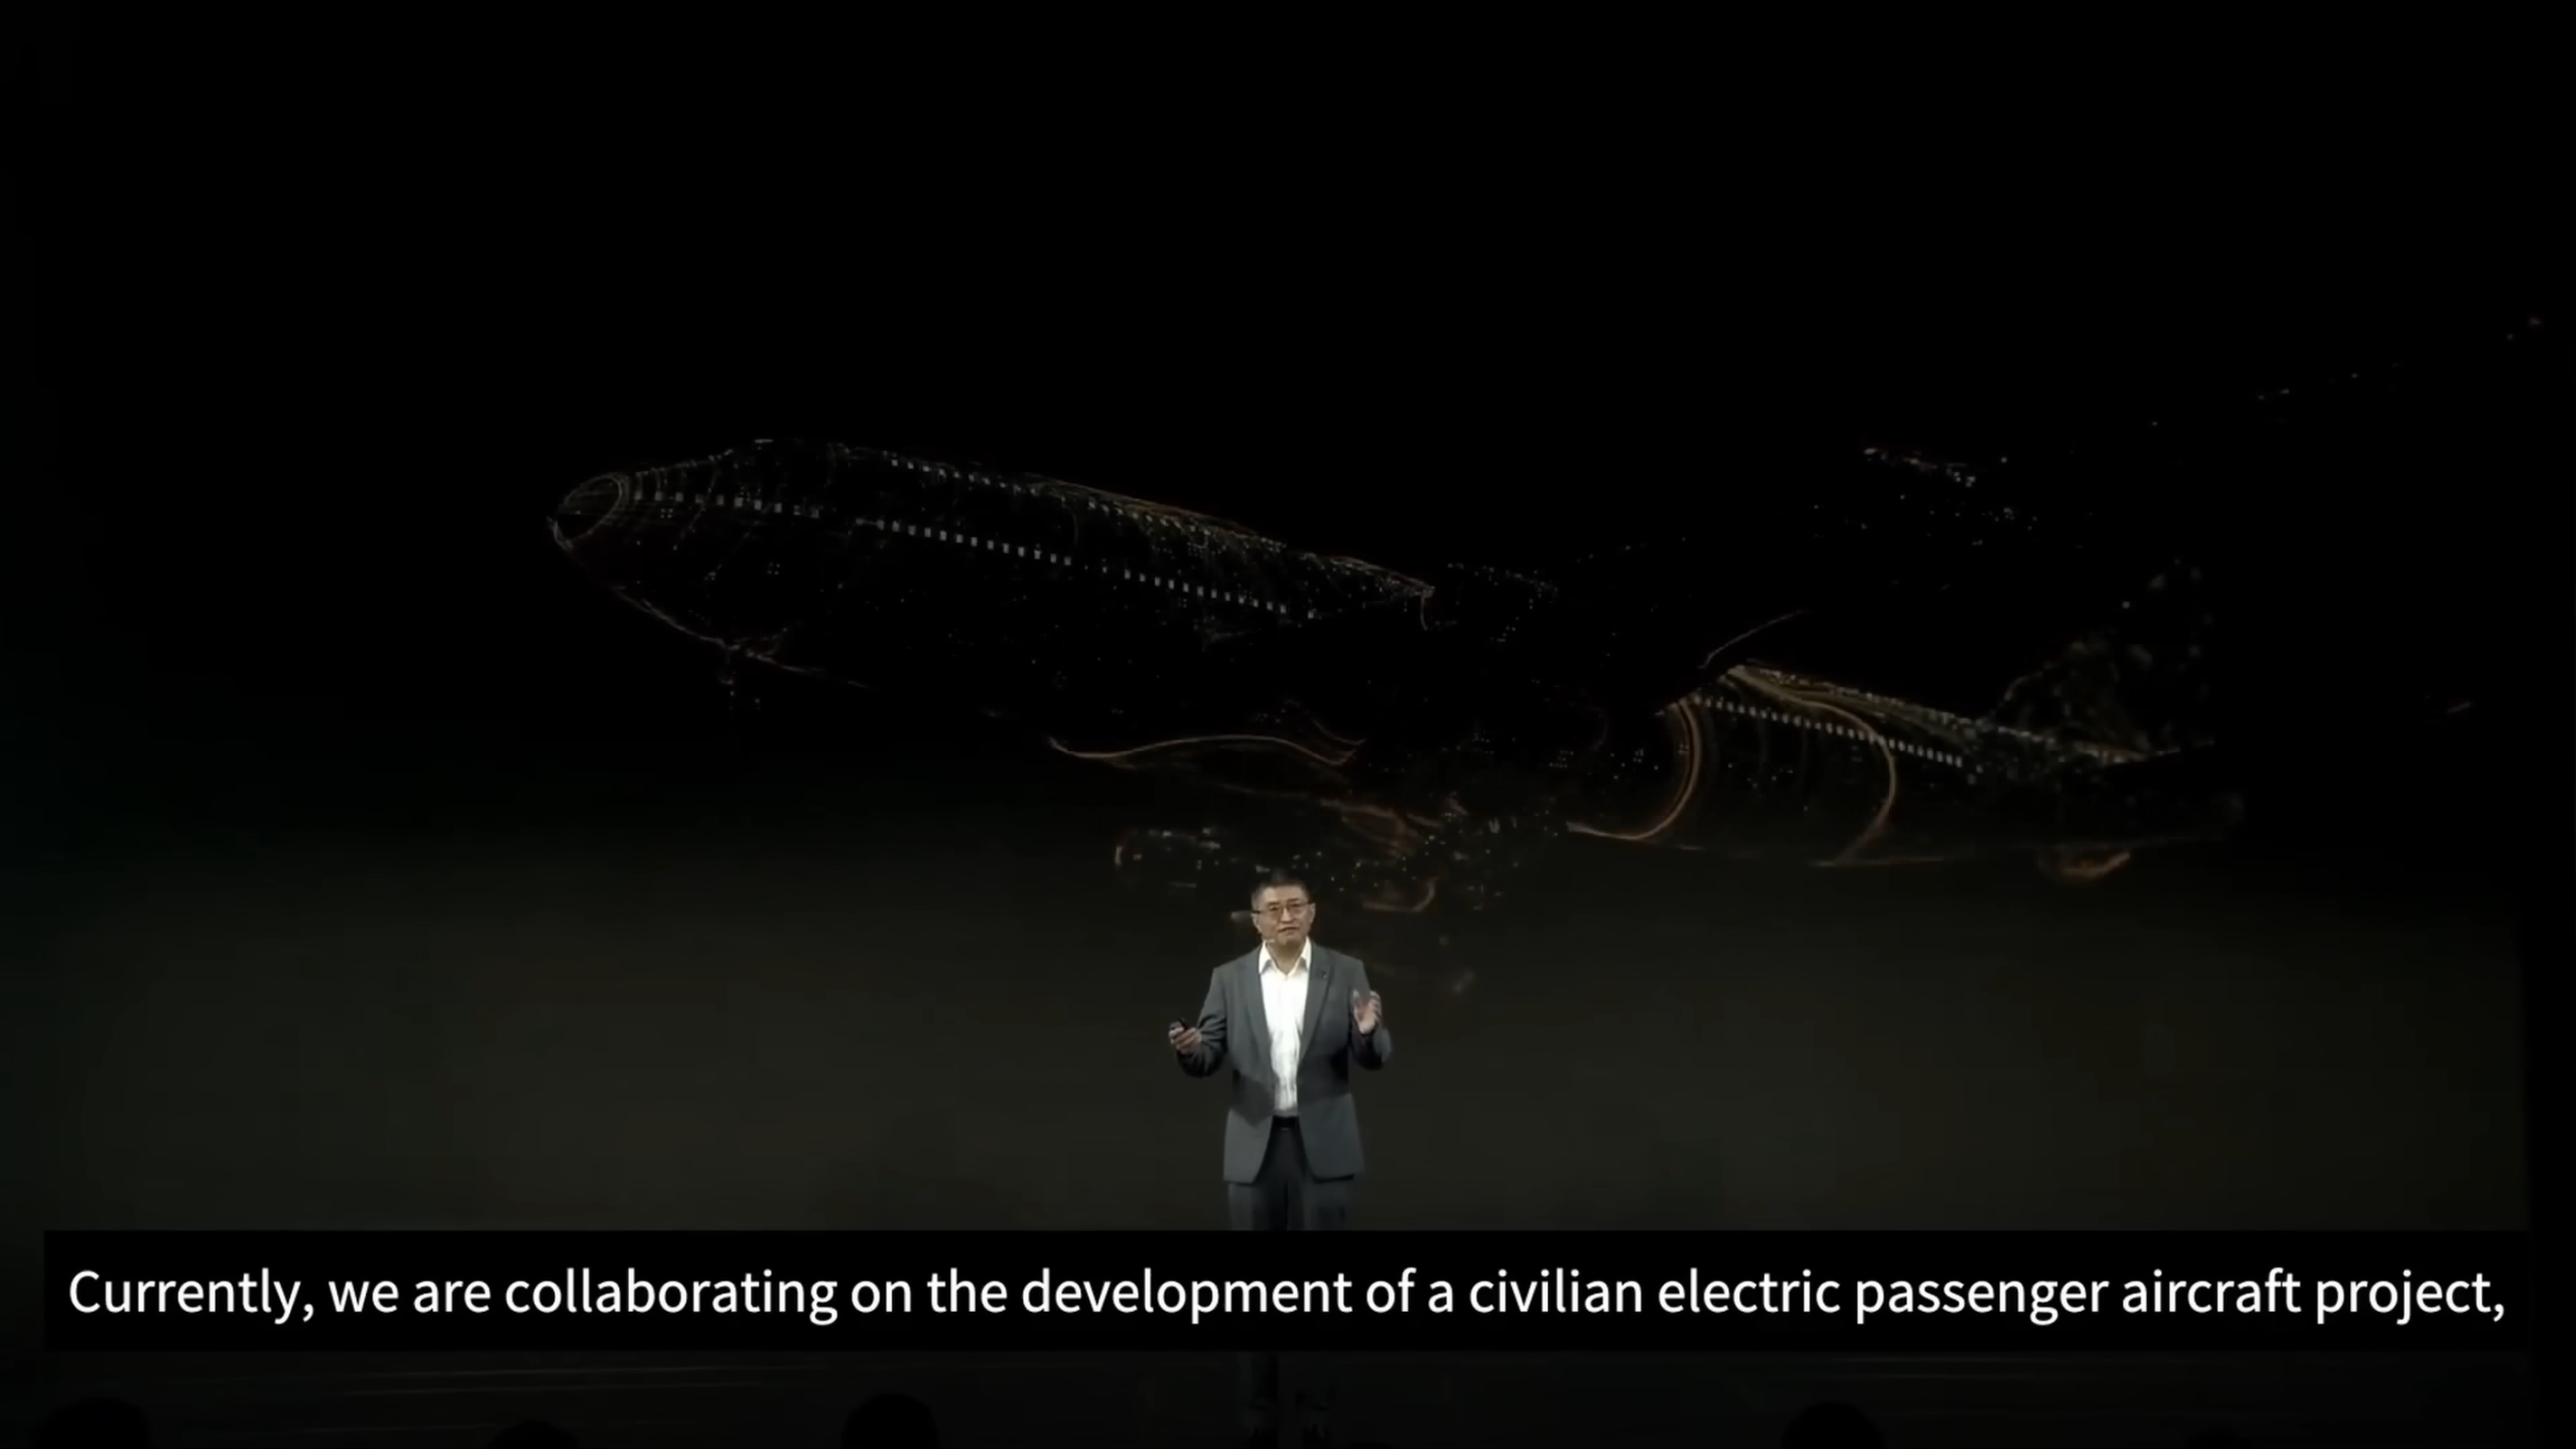 Currently, we are collaborating on the development of a civilian electric passenger aircraft project,